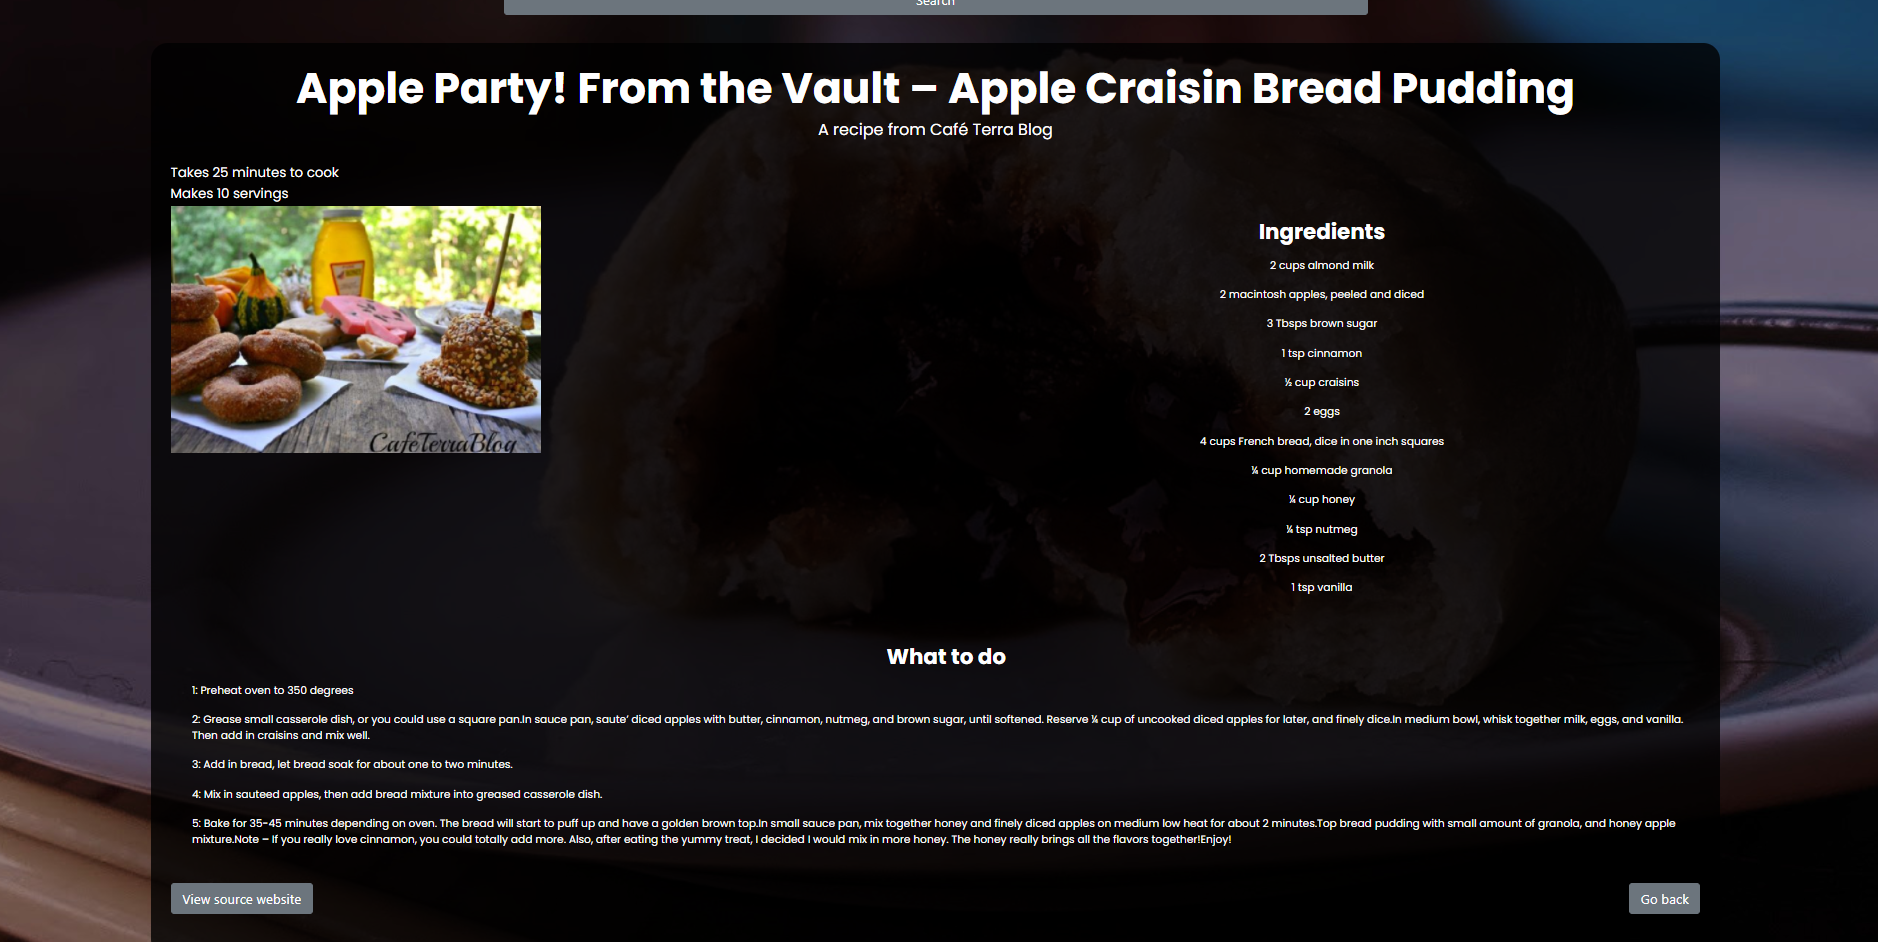 Search
Apple Party! From the Vault – Apple Craisin Bread Pudding
A recipe from Café Terra Blog
Takes 25 minutes to cook
Makes 10 servings
CafeTerraBlog
Ingredients
2 cups almond milk
2 macintosh apples, peeled and diced
3 Tbsps brown sugar
1 tsp cinnamon
½ cup craisins
2 eggs
4 cups French bread, dice in one inch squares
¼ cup homemade granola
¼ cup honey
¼ tsp nutmeg
2 Tbsps unsalted butter
1 tsp vanilla
What to do
1: Preheat oven to 350 degrees
2: Grease small casserole dish, or you could use a square pan.In sauce pan, saute’ diced apples with butter, cinnamon, nutmeg, and brown sugar, until softened. Reserve ¼ cup of uncooked diced apples for later, and finely dice.In medium bowl, whisk together milk, eggs, and vanilla.
Then add in craisins and mix well.
3: Add in bread, let bread soak for about one to two minutes.
4: Mix in sauteed apples, then add bread mixture into greased casserole dish.
5: Bake for 35-45 minutes depending on oven. The bread will start to puff up and have a golden brown top.In small sauce pan, mix together honey and finely diced apples on medium low heat for about 2 minutes.Top bread pudding with small amount of granola, and honey apple
mixture.Note – If you really love cinnamon, you could totally add more. Also, after eating the yummy treat, I decided I would mix in more honey. The honey really brings all the flavors together!Enjoy!
View source website
Go back